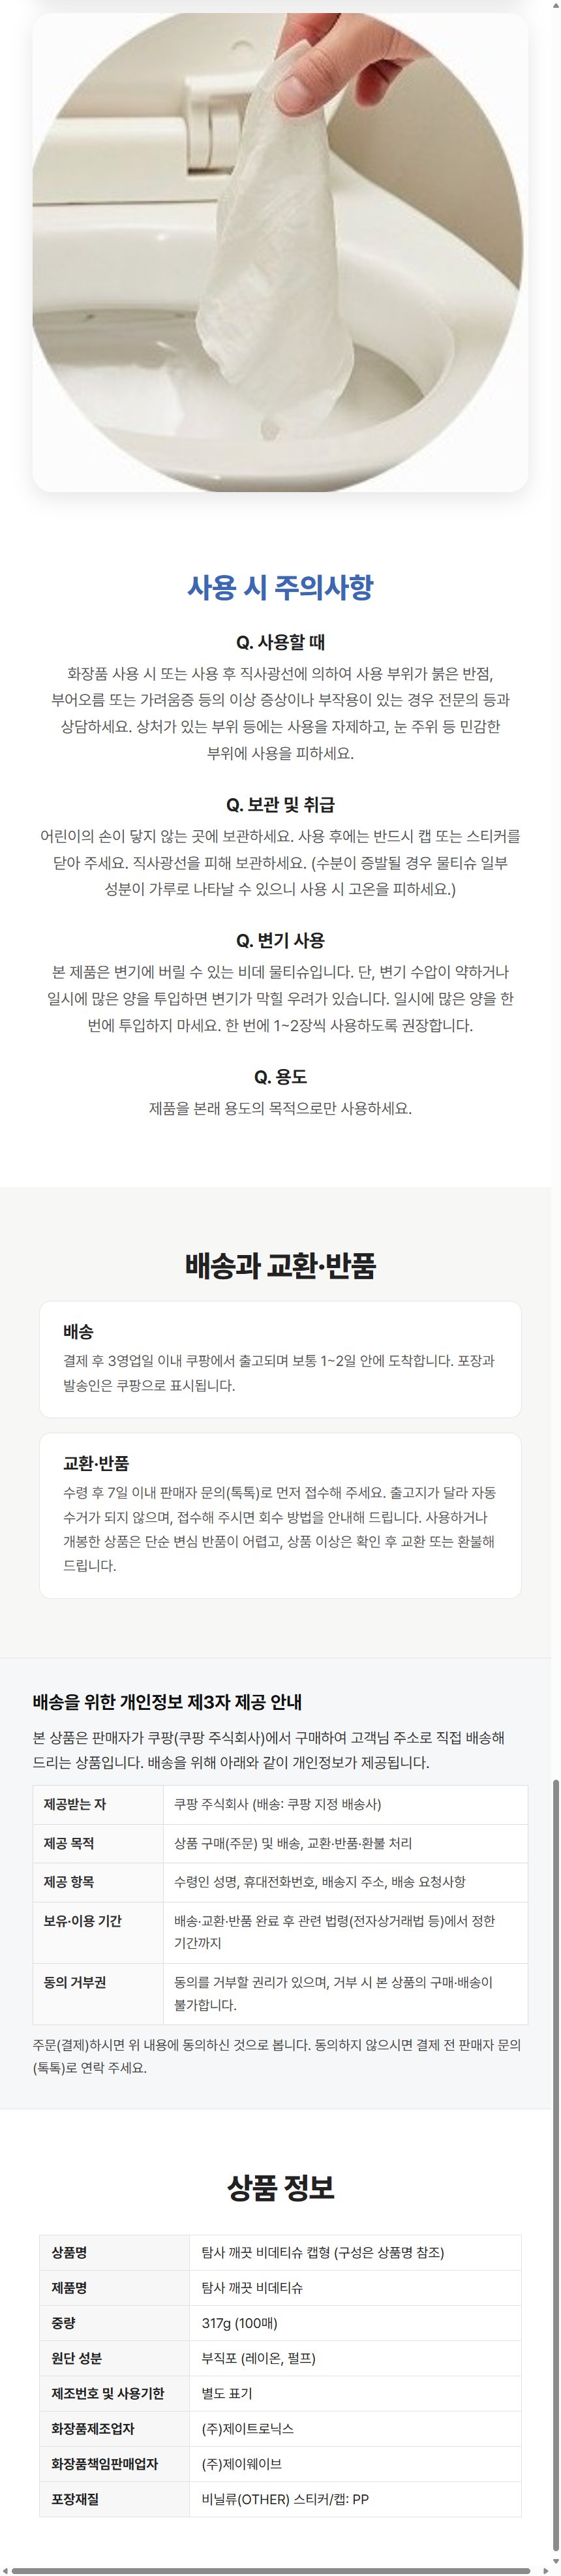 사용 시 주의사항
Q. 사용할 때
화장품 사용 시 또는 사용 후 직사광선에 의하여 사용 부위가 붉은 반점,
부어오름 또는 가려움증 등의 이상 증상이나 부작용이 있는 경우 전문의 등과
상담하세요. 상처가 있는 부위 등에는 사용을 자제하고, 눈 주위 등 민감한
부위에 사용을 피하세요.
Q. 보관 및 취급
어린이의 손이 닿지 않는 곳에 보관하세요. 사용 후에는 반드시 캡 또는 스티커를
닫아 주세요. 직사광선을 피해 보관하세요. (수분이 증발될 경우 물티슈 일부
성분이 가루로 나타날 수 있으니 사용 시 고온을 피하세요.)
Q. 변기 사용
본 제품은 변기에 버릴 수 있는 비데 물티슈입니다. 단, 변기 수압이 약하거나
일시에 많은 양을 투입하면 변기가 막힐 우려가 있습니다. 일시에 많은 양을 한
번에 투입하지 마세요. 한 번에 1~2장씩 사용하도록 권장합니다.
Q. 용도
제품을 본래 용도의 목적으로만 사용하세요.
배송과 교환·반품
배송
결제 후 3영업일 이내 쿠팡에서 출고되며 보통 1~2일 안에 도착합니다. 포장과
발송인은 쿠팡으로 표시됩니다.
교환·반품
수령 후 7일 이내 판매자 문의(톡톡)로 먼저 접수해 주세요. 출고지가 달라 자동
수거가 되지 않으며, 접수해 주시면 회수 방법을 안내해 드립니다. 사용하거나
개봉한 상품은 단순 변심 반품이 어렵고, 상품 이상은 확인 후 교환 또는 환불해
드립니다.
배송을 위한 개인정보 제3자 제공 안내
본 상품은 판매자가 쿠팡(쿠팡 주식회사)에서 구매하여 고객님 주소로 직접 배송해
드리는 상품입니다. 배송을 위해 아래와 같이 개인정보가 제공됩니다.
제공받는 자 쿠팡 주식회사 (배송: 쿠팡 지정 배송사)
제공 목적 상품 구매(주문) 및 배송, 교환·반품·환불 처리
제공 항목 수령인 성명, 휴대전화번호, 배송지 주소, 배송 요청사항
보유·이용 기간 배송·교환·반품 완료 후 관련 법령(전자상거래법 등)에서 정한
기간까지
동의 거부권 동의를 거부할 권리가 있으며, 거부 시 본 상품의 구매·배송이
불가합니다.
주문(결제)하시면 위 내용에 동의하신 것으로 봅니다. 동의하지 않으시면 결제 전 판매자 문의
(톡톡)로 연락 주세요.
상품 정보
상품명 탐사 깨끗 비데티슈 캡형 (구성은 상품명 참조)
제품명 탐사 깨끗 비데티슈
중량 317g (100매)
원단 성분 부직포 (레이온, 펄프)
제조번호 및 사용기한 별도 표기
화장품제조업자 (주)제이트로닉스
화장품책임판매업자 (주)제이웨이브
포장재질 비닐류(OTHER) 스티커/캡: PP